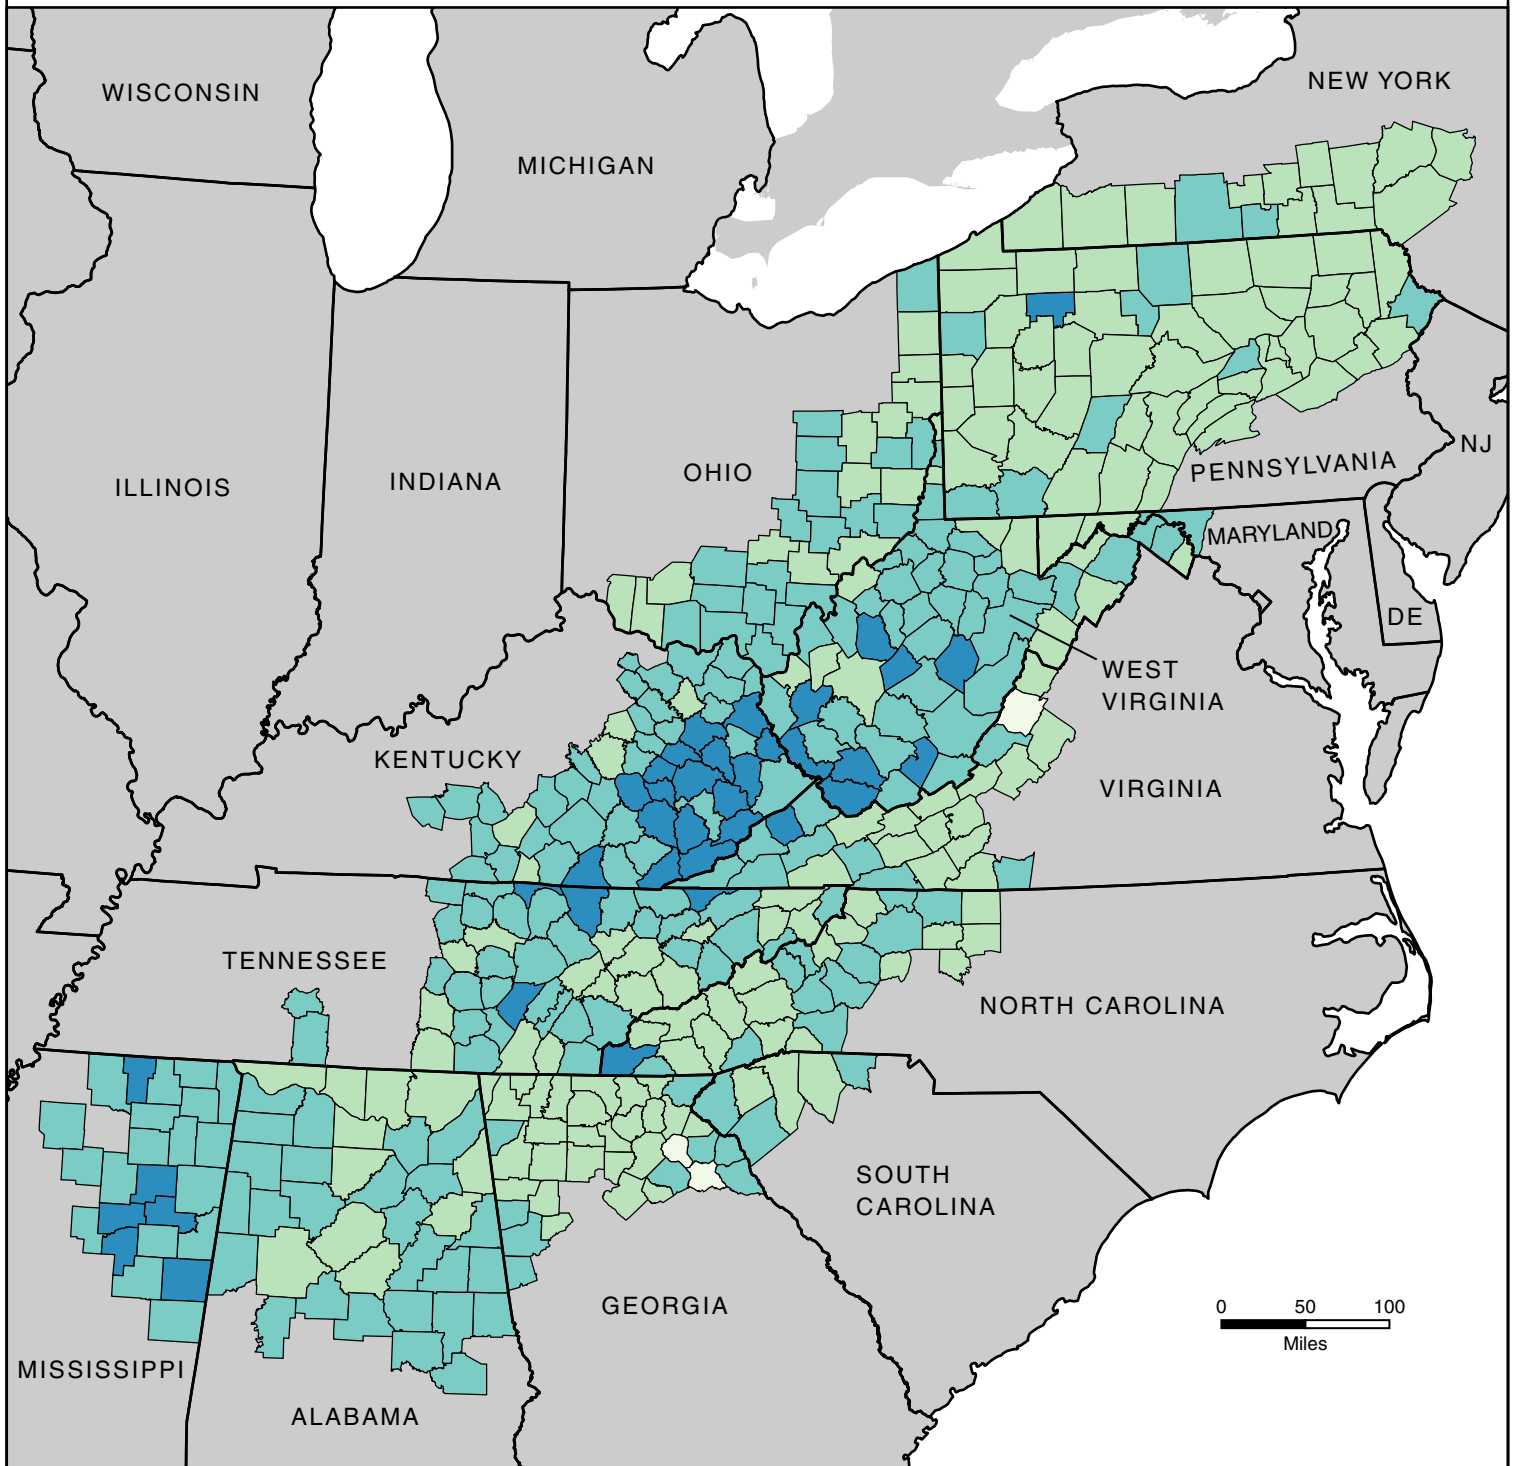 WISCONSIN
NEW YORK
MICHIGAN
ILLINOIS
INDIANA
OHIO
PENNSYLVANIA
NJ
MARYLAND
DE
WEST
VIRGINIA
KENTUCKY
VIRGINIA
TENNESSEE
NORTH CAROLINA
SOUTH
CAROLINA
GEORGIA
MISSISSIPPI
ALABAMA
0 50 100
Miles